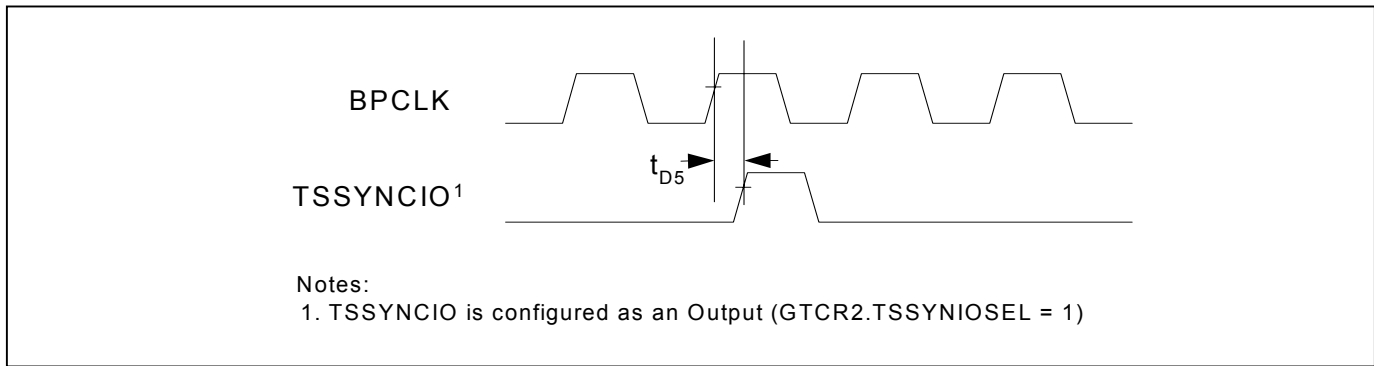 BPCLK
tD5
TSSYNCIO1
Notes:
1. TSSYNCIO is configured as an Output (GTCR2.TSSYNIOSEL = 1)